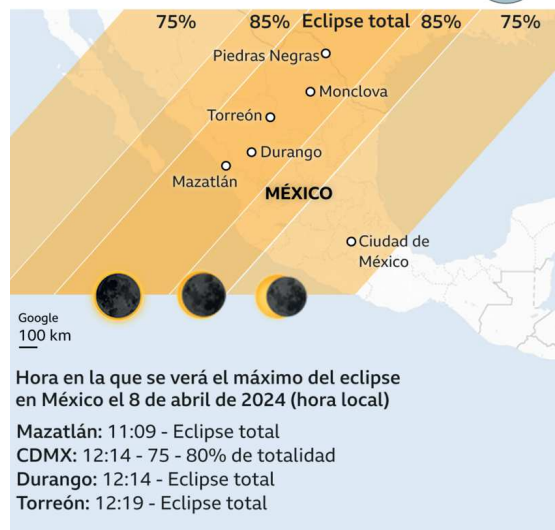 75% 85% Eclipse total 85% 75%
Piedras Negras
Monclova
Torreón
Durango
Mazatlán
MÉXICO
Ciudad de
México
Google
100 km
Hora en la que se verá el máximo del eclipse
en México el 8 de abril de 2024 (hora local)
Mazatlán: 11:09 - Eclipse total
CDMX: 12:14 - 75 - 80% de totalidad
Durango: 12:14 - Eclipse total
Torreón: 12:19 - Eclipse total